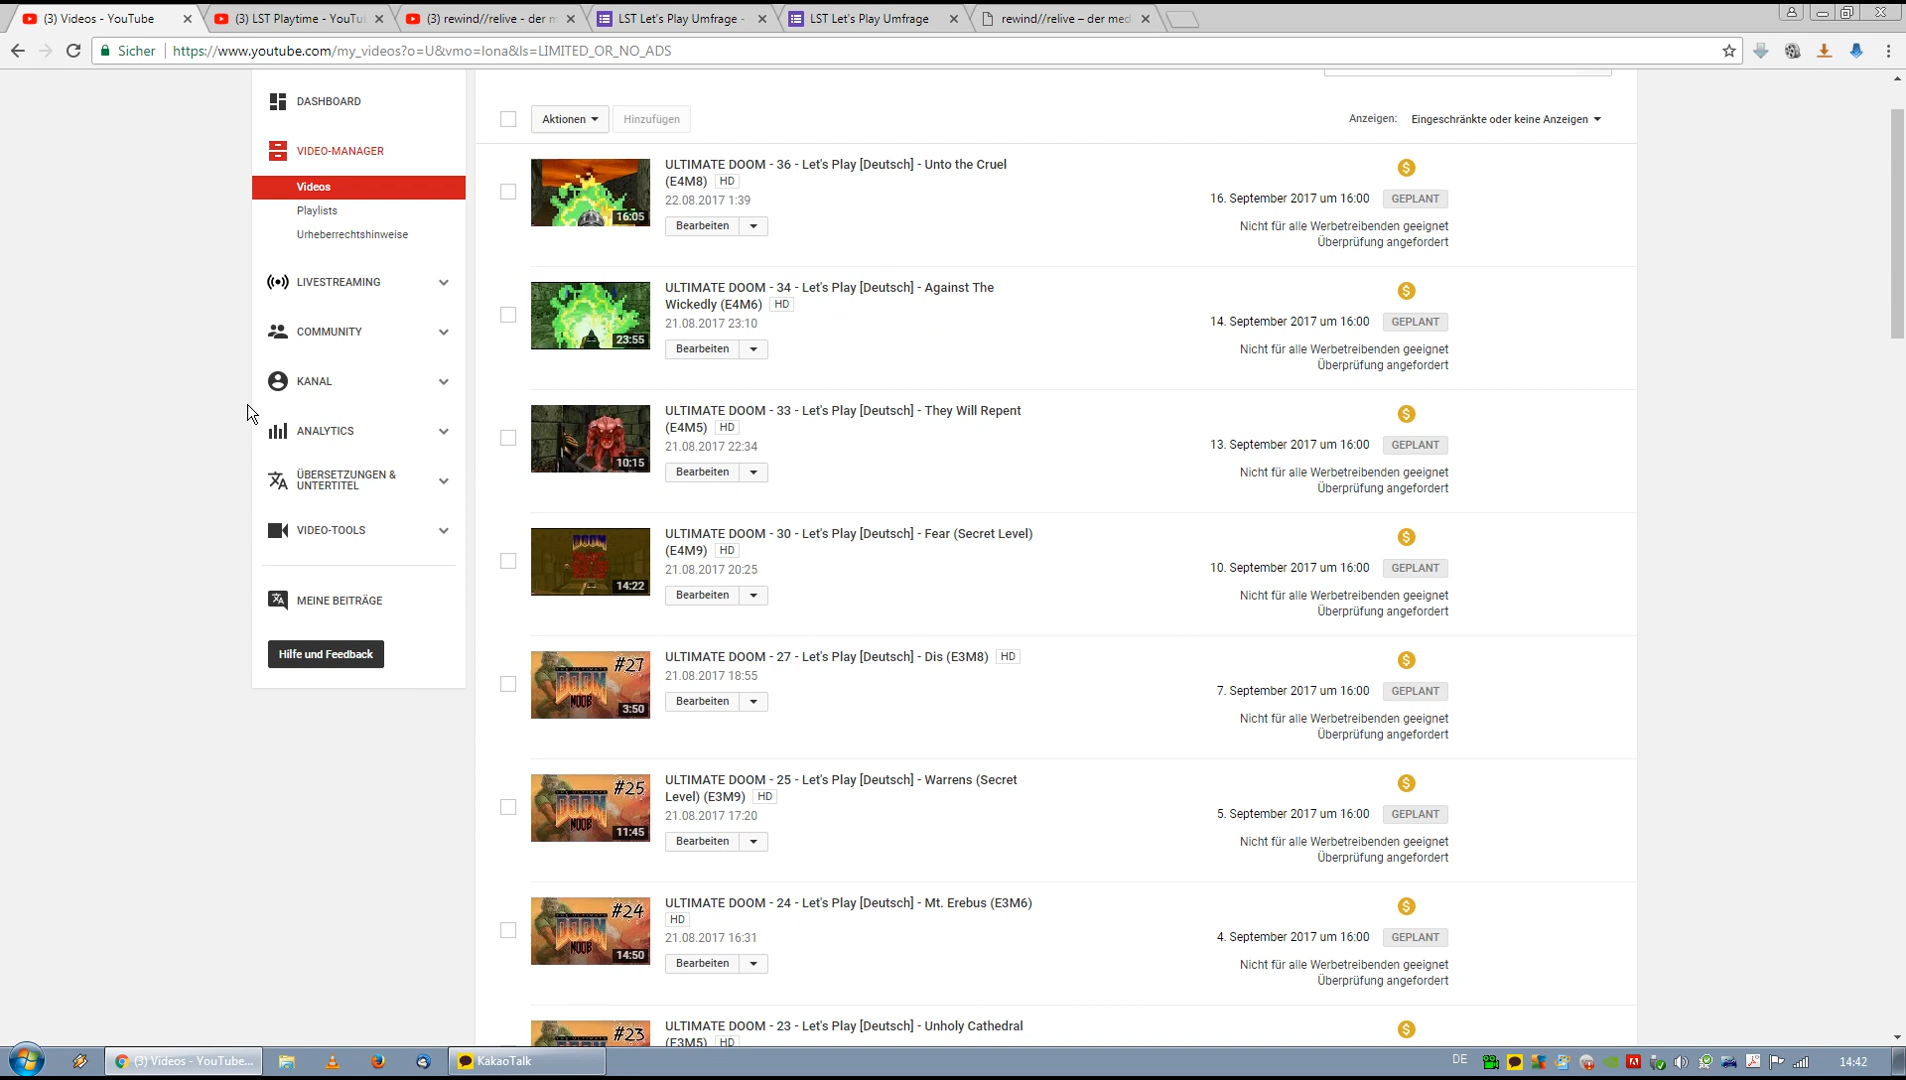 (3) Videos - YouTube
(3) LST Playtime - YouTu
(3) rewind//relive - der m
LST Let's Play Umfrage -
LST Let's Play Umfrage
rewind//relive – der med
Sicher
https://www.youtube.com/my_videos?o=U&vmo=lona&ls=LIMITED_OR_NO_ADS
DASHBOARD
VIDEO-MANAGER
Videos
Playlists
Urheberrechtshinweise
LIVESTREAMING
COMMUNITY
KANAL
ANALYTICS
ÜBERSETZUNGEN &
UNTERTITEL
VIDEO-TOOLS
MEINE BEITRÄGE
Hilfe und Feedback
Aktionen
Hinzufügen
Anzeigen:
Eingeschränkte oder keine Anzeigen
16:05
ULTIMATE DOOM - 36 - Let's Play [Deutsch] - Unto the Cruel
(E4M8) HD
22.08.2017 1:39
Bearbeiten
16. September 2017 um 16:00 GEPLANT
Nicht für alle Werbetreibenden geeignet
Überprüfung angefordert
23:55
ULTIMATE DOOM - 34 - Let's Play [Deutsch] - Against The
Wickedly (E4M6) HD
21.08.2017 23:10
Bearbeiten
14. September 2017 um 16:00 GEPLANT
Nicht für alle Werbetreibenden geeignet
Überprüfung angefordert
10:15
ULTIMATE DOOM - 33 - Let's Play [Deutsch] - They Will Repent
(E4M5) HD
21.08.2017 22:34
Bearbeiten
13. September 2017 um 16:00 GEPLANT
Nicht für alle Werbetreibenden geeignet
Überprüfung angefordert
DOOM
14:22
ULTIMATE DOOM - 30 - Let's Play [Deutsch] - Fear (Secret Level)
(E4M9) HD
21.08.2017 20:25
Bearbeiten
10. September 2017 um 16:00 GEPLANT
Nicht für alle Werbetreibenden geeignet
Überprüfung angefordert
#27
THE ULTIMATE
DOOM
NOOB
3:50
ULTIMATE DOOM - 27 - Let's Play [Deutsch] - Dis (E3M8) HD
21.08.2017 18:55
Bearbeiten
7. September 2017 um 16:00 GEPLANT
Nicht für alle Werbetreibenden geeignet
Überprüfung angefordert
#25
THE ULTIMATE
DOOM
NOOB
11:45
ULTIMATE DOOM - 25 - Let's Play [Deutsch] - Warrens (Secret
Level) (E3M9) HD
21.08.2017 17:20
Bearbeiten
5. September 2017 um 16:00 GEPLANT
Nicht für alle Werbetreibenden geeignet
Überprüfung angefordert
#24
THE ULTIMATE
DOOM
NOOB
14:50
ULTIMATE DOOM - 24 - Let's Play [Deutsch] - Mt. Erebus (E3M6)
HD
21.08.2017 16:31
Bearbeiten
4. September 2017 um 16:00 GEPLANT
Nicht für alle Werbetreibenden geeignet
Überprüfung angefordert
#23
ULTIMATE DOOM - 23 - Let's Play [Deutsch] - Unholy Cathedral
(E3M5) HD
(3) Videos - YouTube...
KakaoTalk
DE
14:42